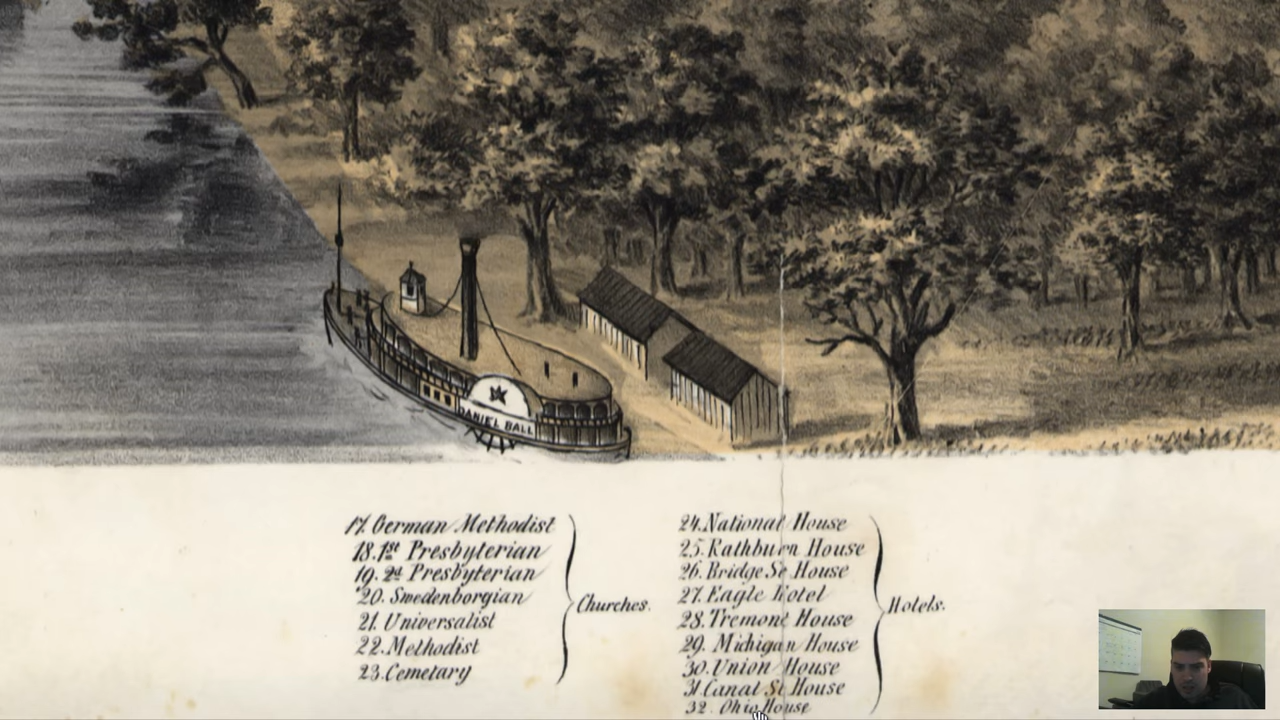 DANIEL BALL
17. German Methodist
18. 1st Presbyterian
19. 2d Presbyterian
20. Swedenborgian
21. Universalist
22. Methodist
23. Cemetary
Churches.
24. National House
25. Rathburn House
26. Bridge St House
27. Eagle Hotel
28. Tremont House
29. Michigan House
30. Union House
31 Canal St House
32. Ohio House
Hotels.